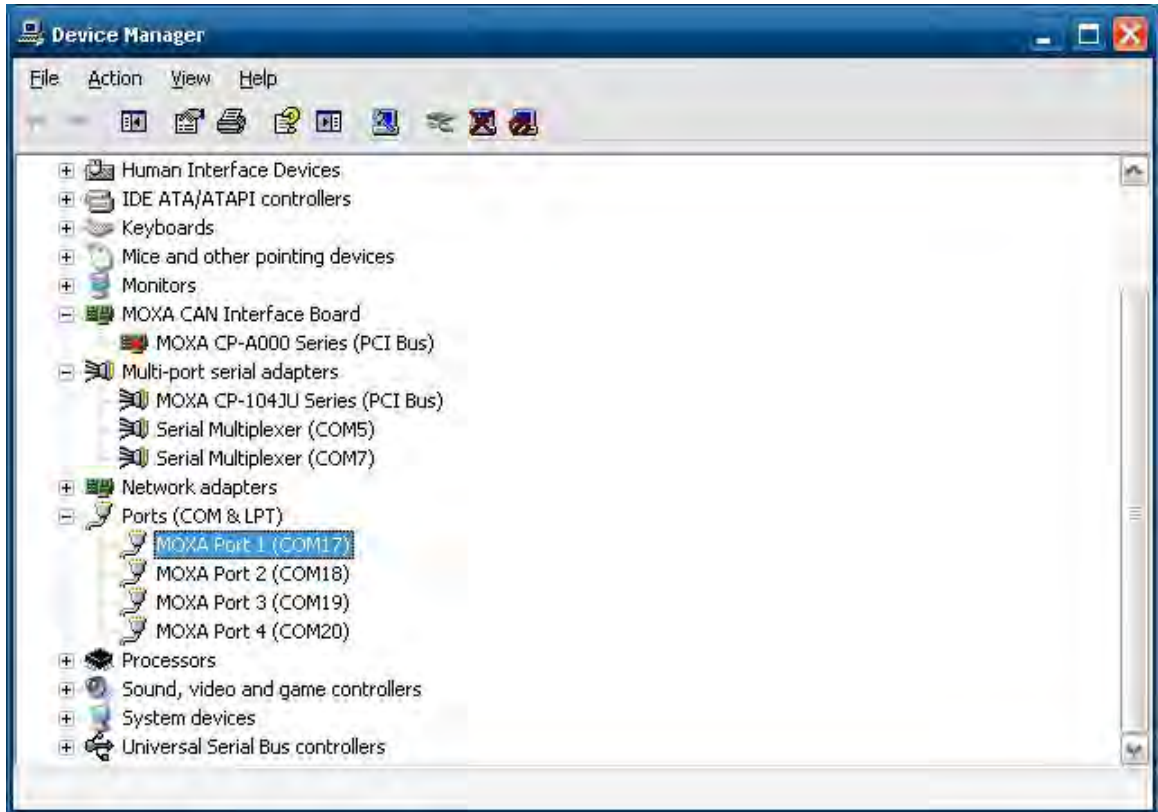 Device Manager
File Action View Help
Human Interface Devices
IDE ATA/ATAPI controllers
Keyboards
Mice and other pointing devices
Monitors
MOXA CAN Interface Board
MOXA CP-A000 Series (PCI Bus)
Multi-port serial adapters
MOXA CP-104JU Series (PCI Bus)
Serial Multiplexer (COM5)
Serial Multiplexer (COM7)
Network adapters
Ports (COM & LPT)
MOXA Port 1 (COM17)
MOXA Port 2 (COM18)
MOXA Port 3 (COM19)
MOXA Port 4 (COM20)
Processors
Sound, video and game controllers
System devices
Universal Serial Bus controllers